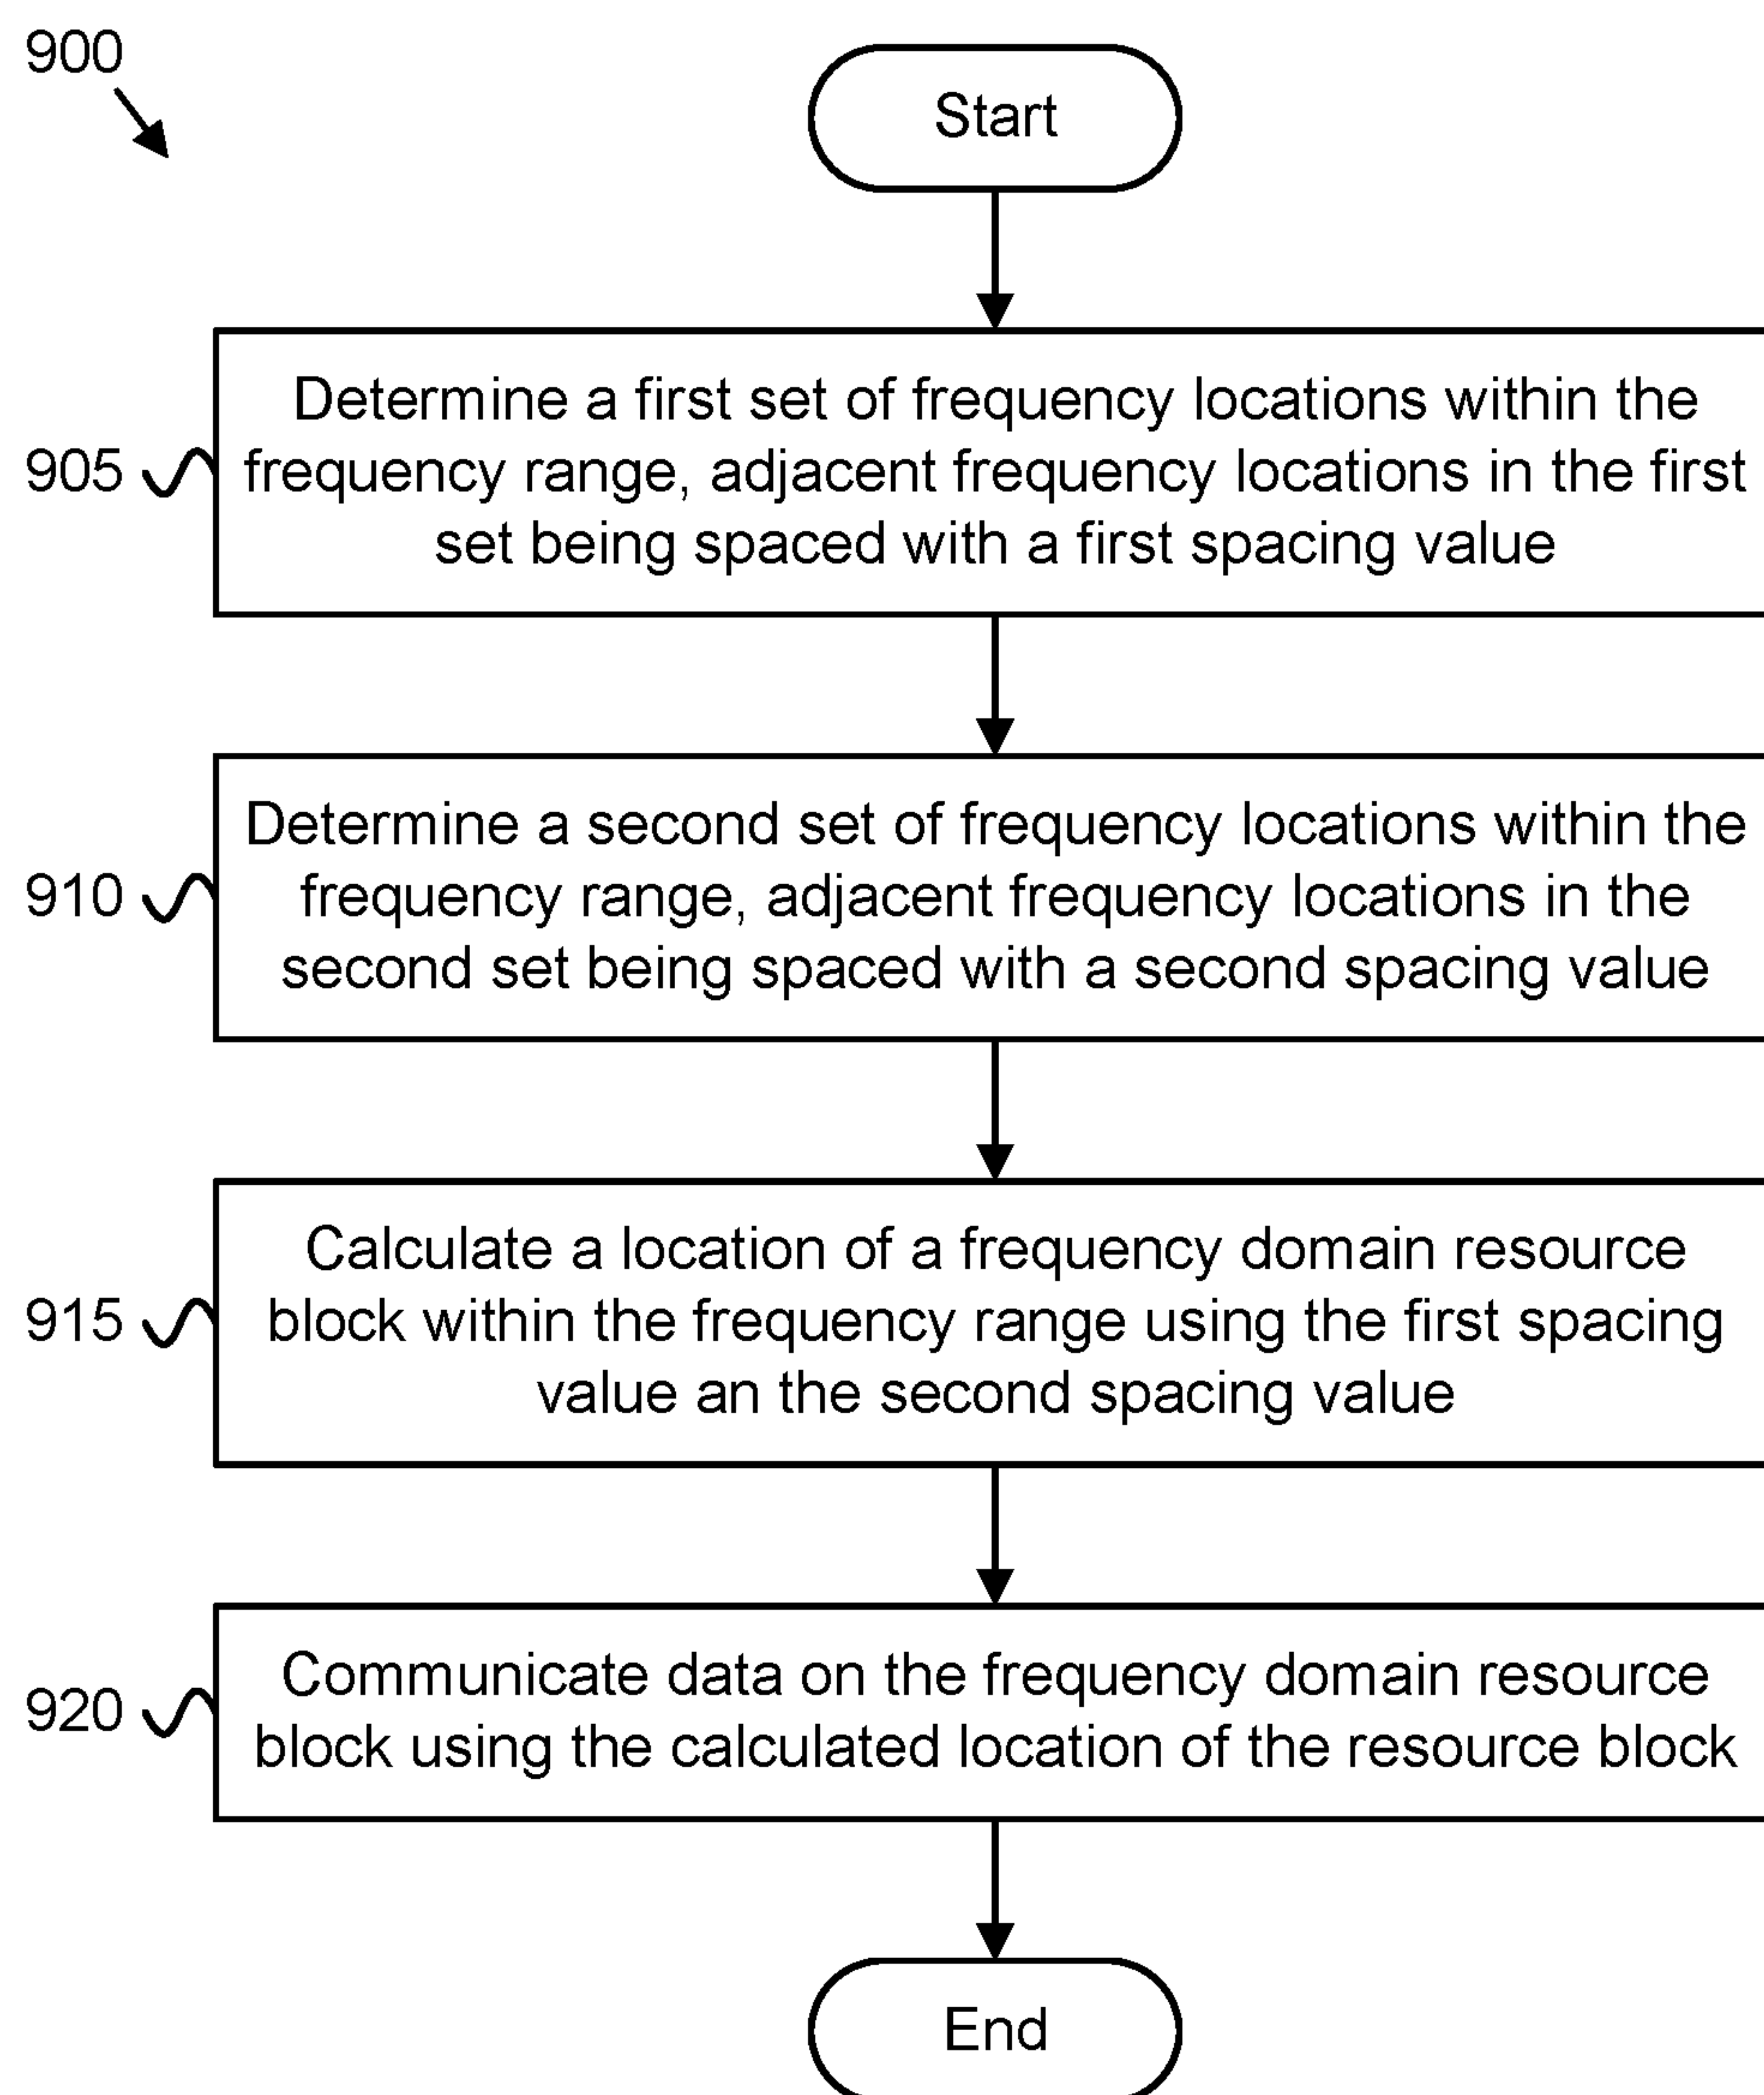 900
Start
905
Determine a first set of frequency locations within the
frequency range, adjacent frequency locations in the first
set being spaced with a first spacing value
910
Determine a second set of frequency locations within the
frequency range, adjacent frequency locations in the
second set being spaced with a second spacing value
915
Calculate a location of a frequency domain resource
block within the frequency range using the first spacing
value an the second spacing value
920
Communicate data on the frequency domain resource
block using the calculated location of the resource block
End